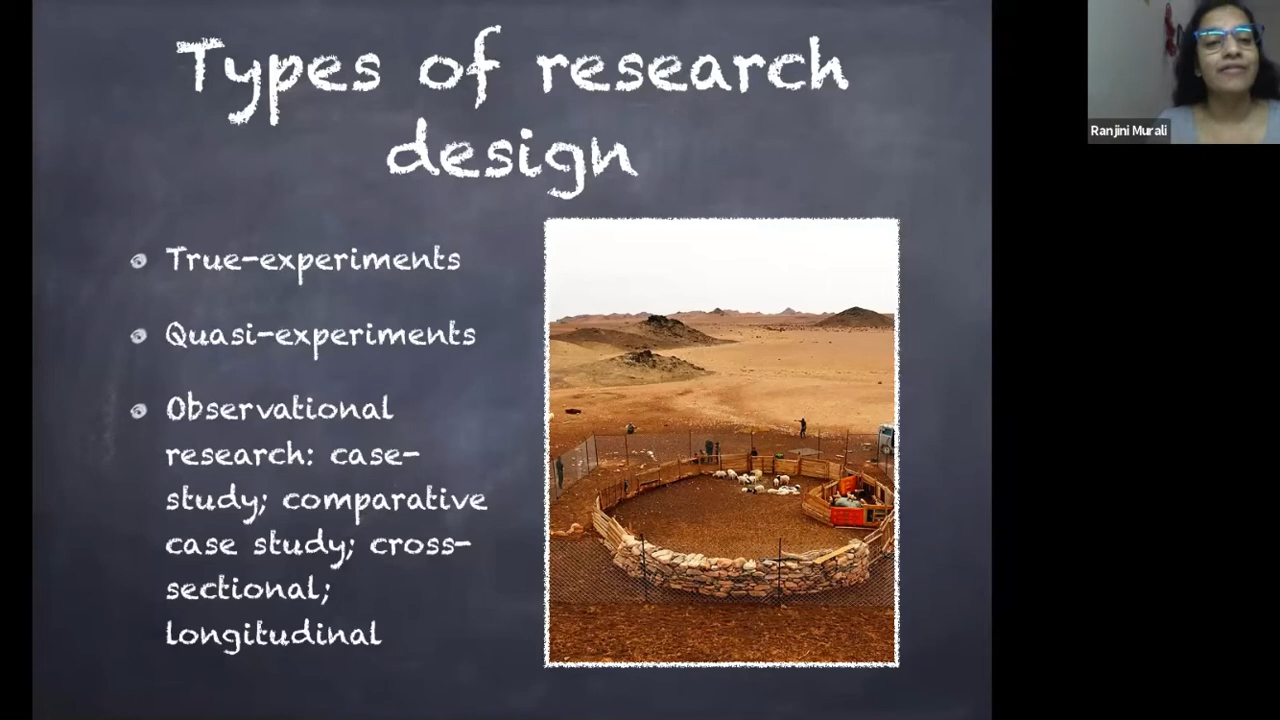 Types of research
design
True-experiments
Quasi-experiments
Observational
research: case-
study; comparative
case study; cross-
sectional;
longitudinal
Ranjini Murali